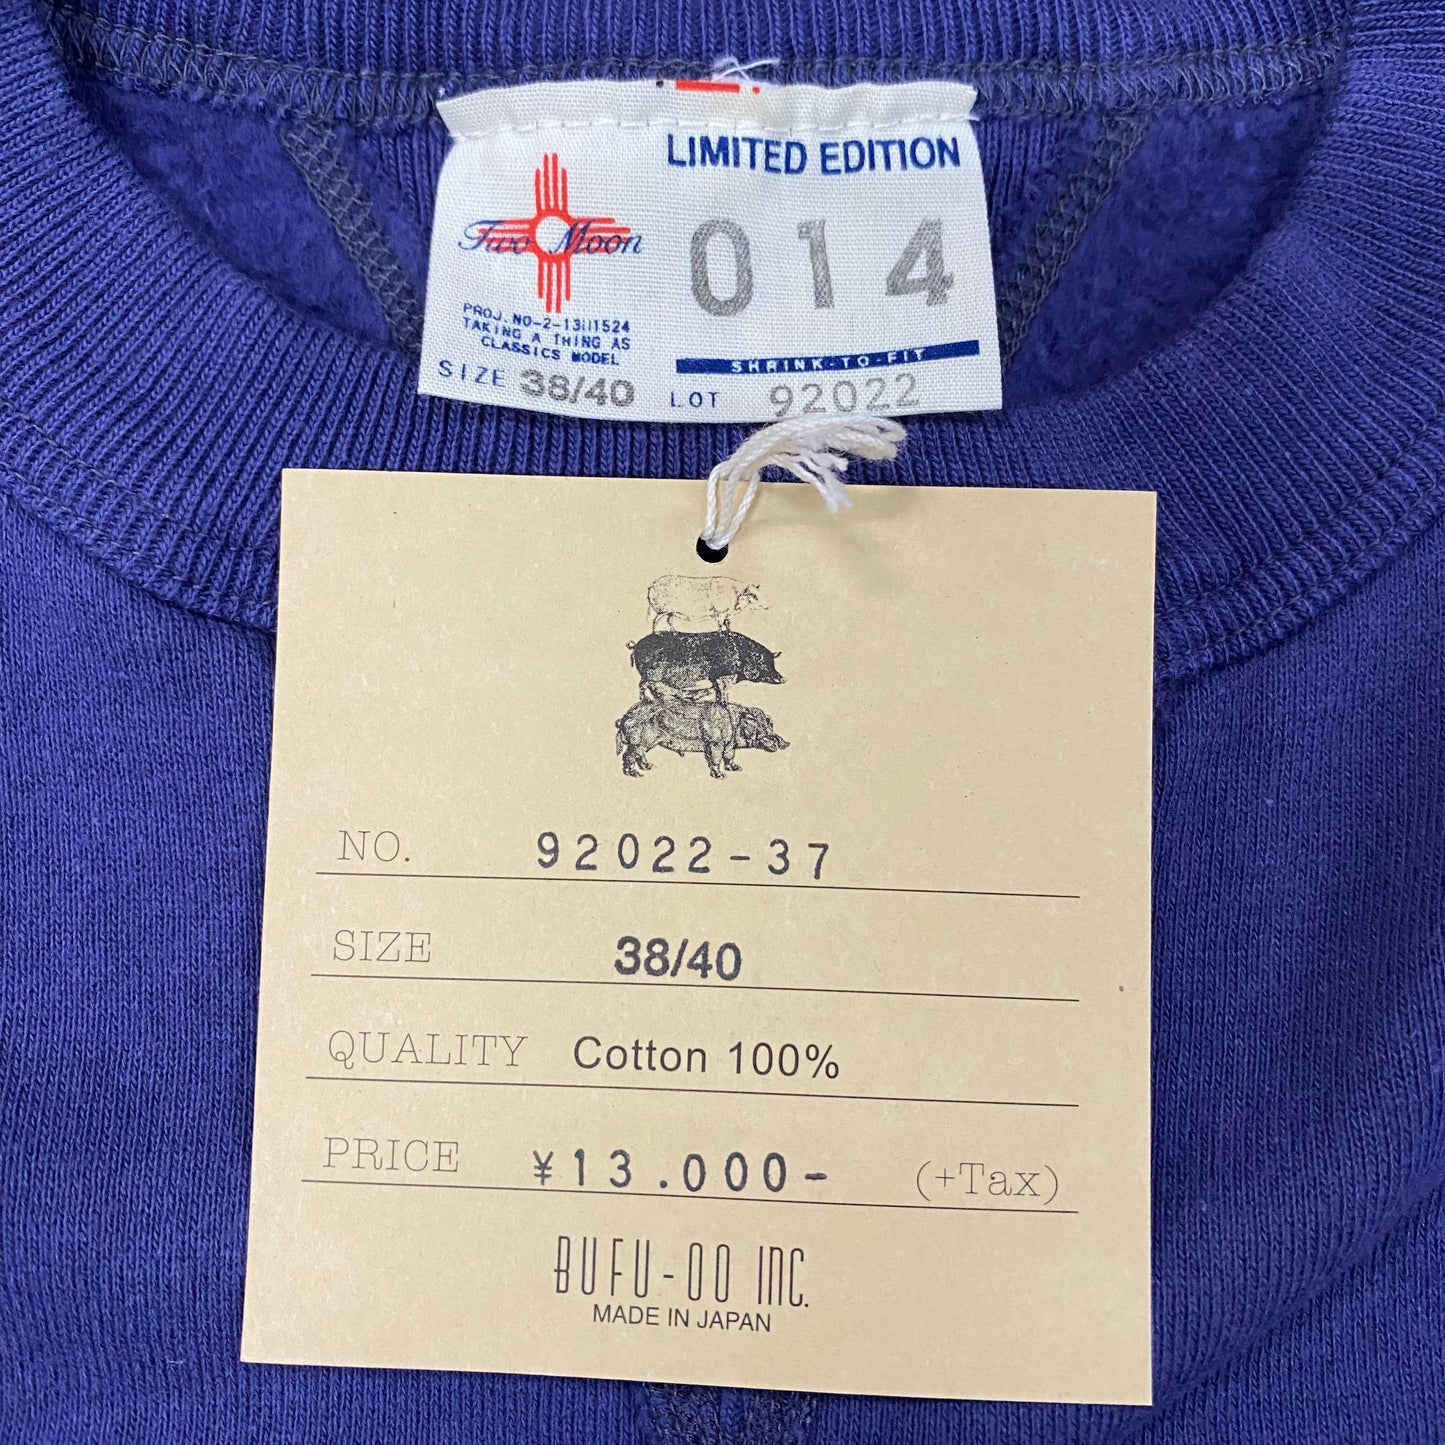 LIMITED EDITION
Two Moon
014
PROJ. NO-2-1311524
TAKING A THING AS
CLASSICS MODEL
SHRINK-TO-FIT
SIZE 38/40 LOT 92022
NO. 92022-37
SIZE 38/40
QUALITY Cotton 100%
PRICE ¥13.000- (+Tax)
BUFU-OO INC.
MADE IN JAPAN